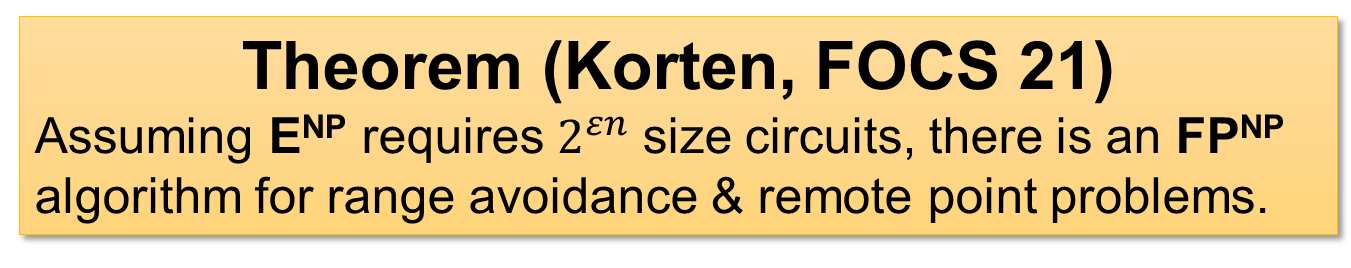 Theorem (Korten, FOCS 21)
Assuming E^NP requires 2^εn size circuits, there is an FP^NP
algorithm for range avoidance & remote point problems.